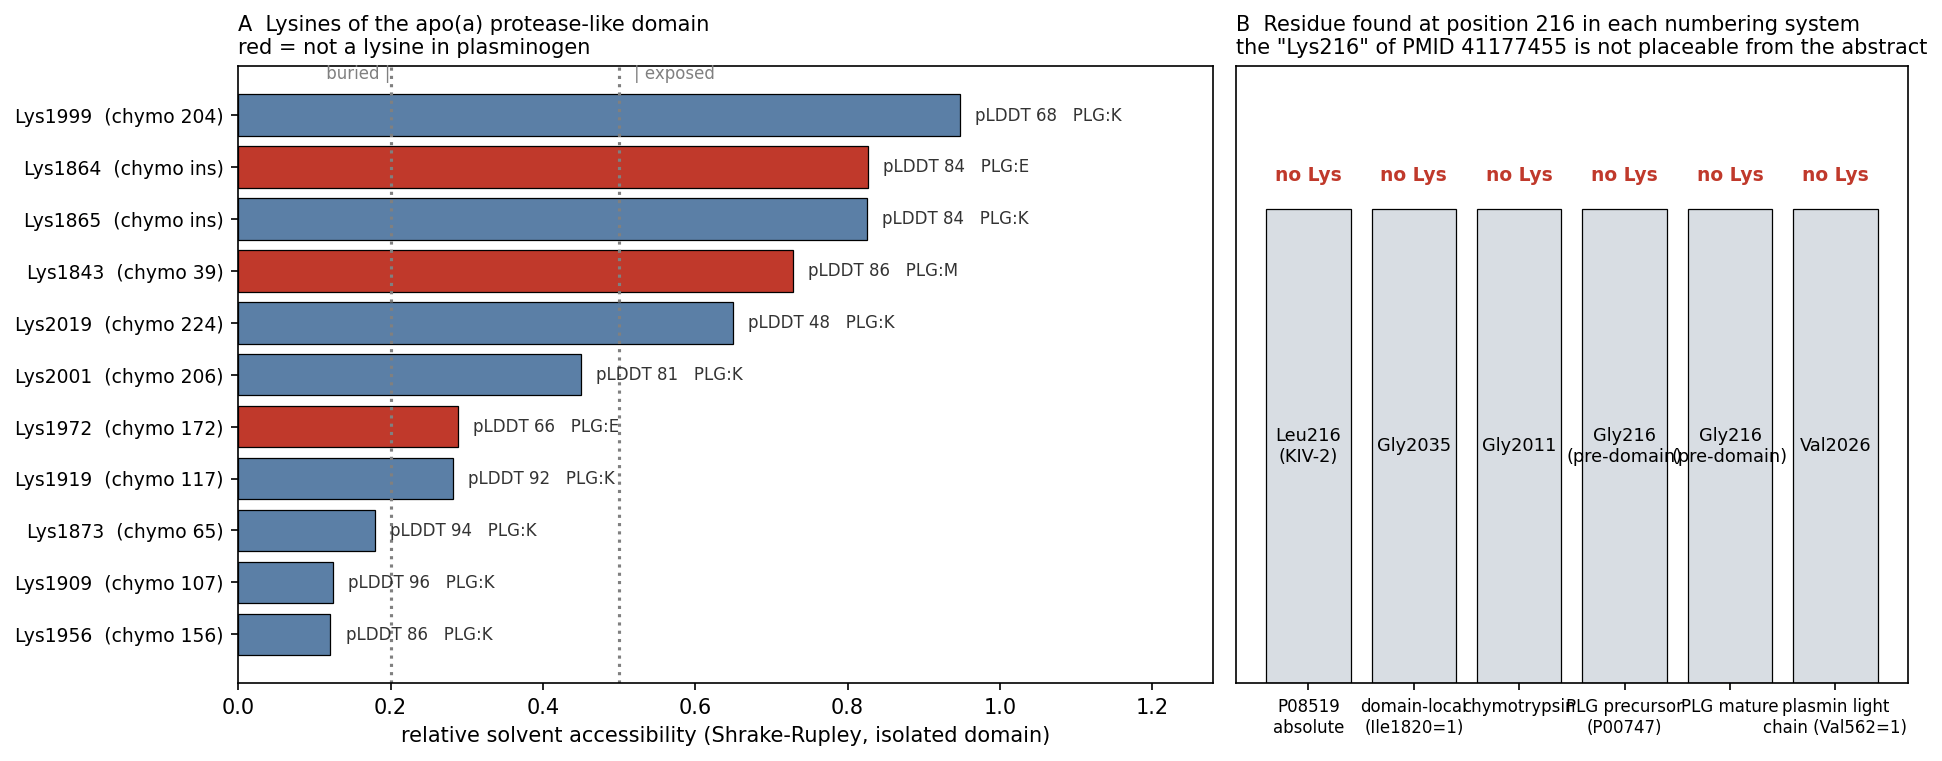 A  Lysines of the apo(a) protease-like domain
red = not a lysine in plasminogen
buried |
| exposed
Lysine1999  (chymo 204)
pLDDT 68   PLG:K
Lys1864  (chymo ins)
pLDDT 84   PLG:E
Lys1865  (chymo ins)
pLDDT 84   PLG:K
Lys1843  (chymo 39)
pLDDT 86   PLG:M
Lys2019  (chymo 224)
pLDDT 48   PLG:K
Lys2001  (chymo 206)
pLDDT 81   PLG:K
Lys1972  (chymo 172)
pLDDT 66   PLG:E
Lys1919  (chymo 117)
pLDDT 92   PLG:K
Lys1873  (chymo 65)
pLDDT 94   PLG:K
Lys1909  (chymo 107)
pLDDT 96   PLG:K
Lys1956  (chymo 156)
pLDDT 86   PLG:K
0.0 0.2 0.4 0.6 0.8 1.0 1.2
relative solvent accessibility (Shrake-Rupley, isolated domain)
B  Residue found at position 216 in each numbering system
the "Lys216" of PMID 41177455 is not placeable from the abstract
no Lys no Lys no Lys no Lys no Lys no Lys
Leu216
(KIV-2)
Gly2035
Gly2011
Gly216
(pre-domain)
Gly216
(pre-domain)
Val2026
P08519
absolute
domain-local
(Ile1820=1)
chymotrypsin
PLG precursor
(P00747)
PLG mature
plasmin light
chain (Val562=1)